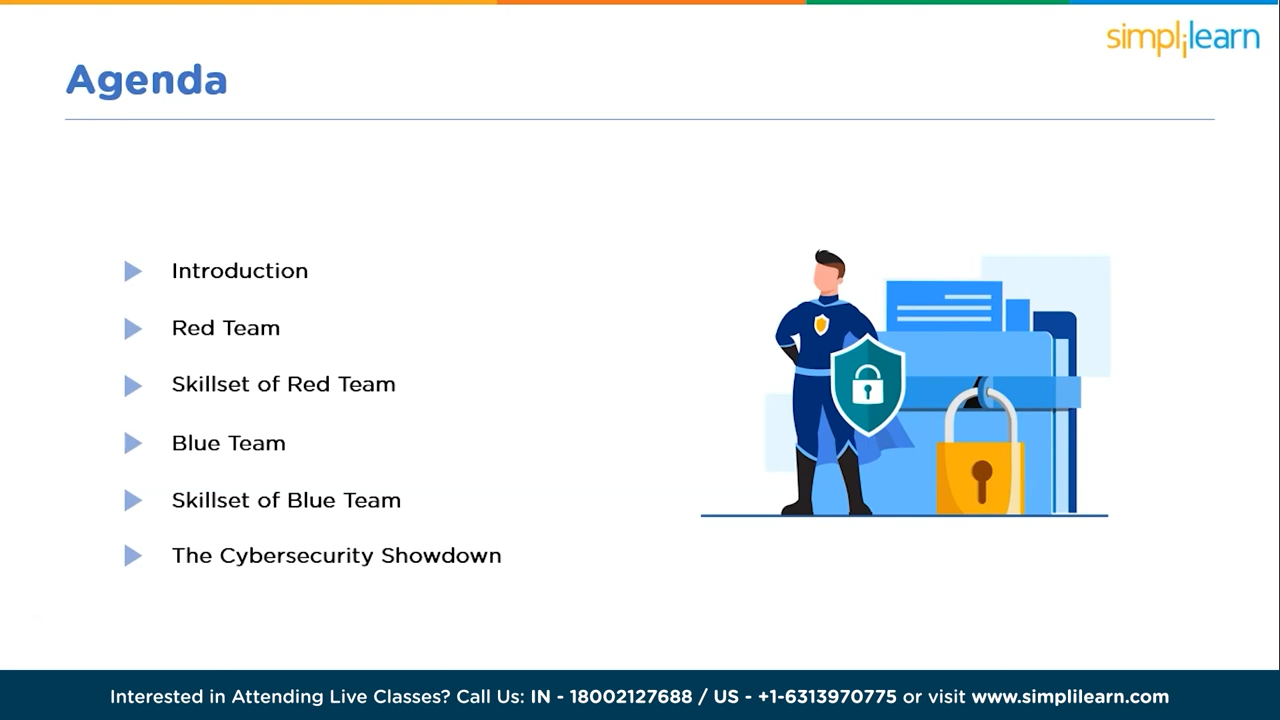 simplilearn
Agenda
Introduction
Red Team
Skillset of Red Team
Blue Team
Skillset of Blue Team
The Cybersecurity Showdown
Interested in Attending Live Classes? Call Us: IN - 18002127688 / US - +1-6313970775 or visit www.simplilearn.com